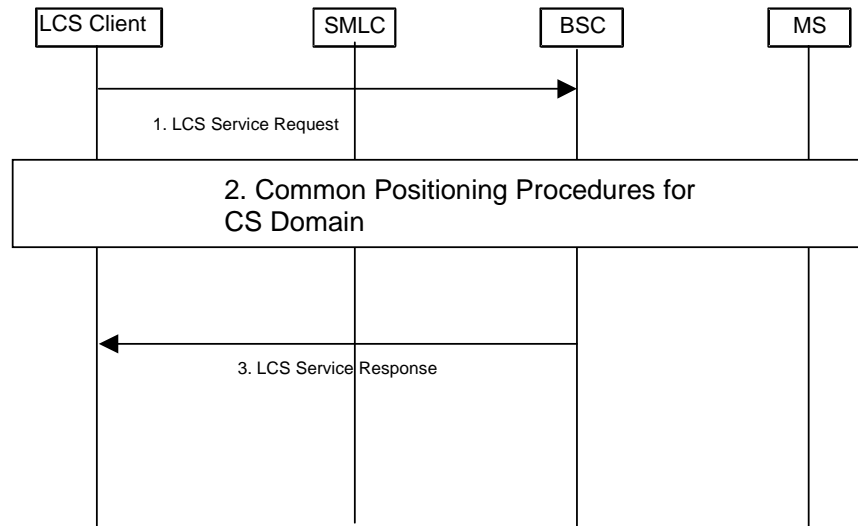 LCS Client
SMLC
BSC
MS
1. LCS Service Request
2. Common Positioning Procedures for
CS Domain
3. LCS Service Response